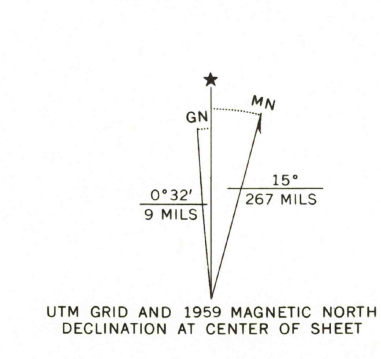 MN
GN
0°32'
9 MILS
15°
267 MILS
UTM GRID AND 1959 MAGNETIC NORTH
DECLINATION AT CENTER OF SHEET